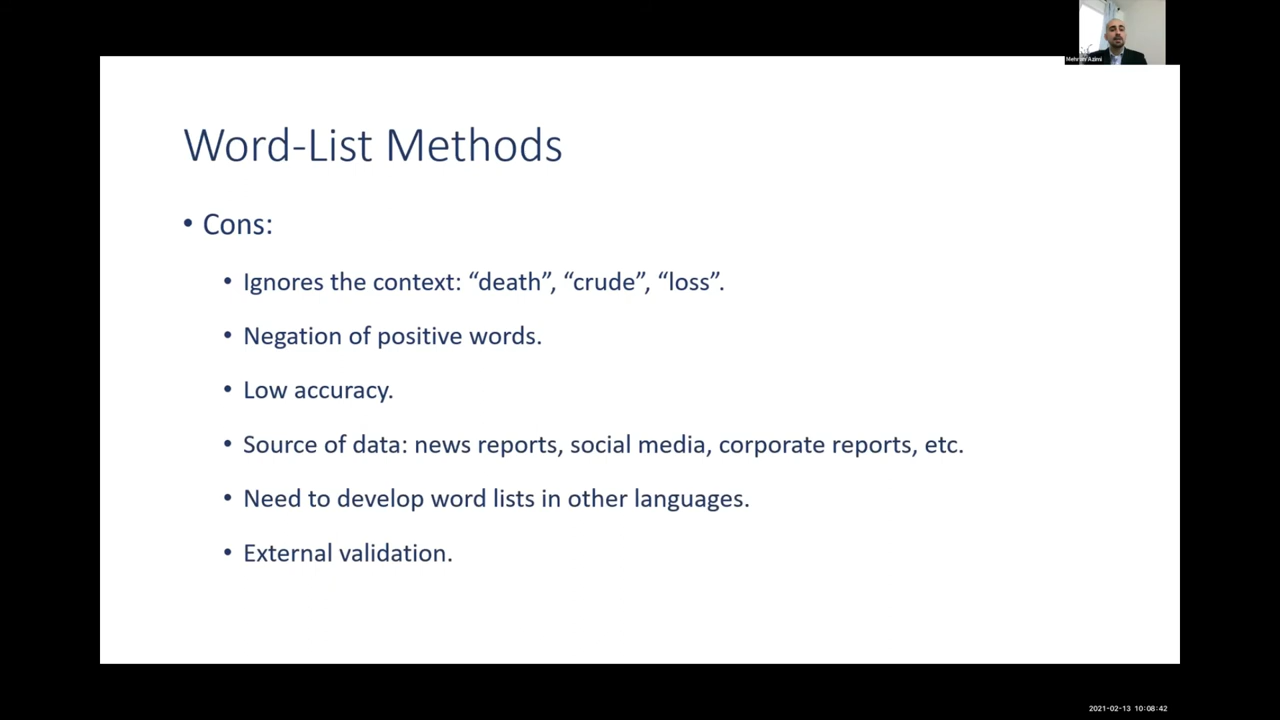 Mehran Azimi
Word-List Methods
• Cons:
• Ignores the context: “death”, “crude”, “loss”.
• Negation of positive words.
• Low accuracy.
• Source of data: news reports, social media, corporate reports, etc.
• Need to develop word lists in other languages.
• External validation.
2021-02-13 10:08:42